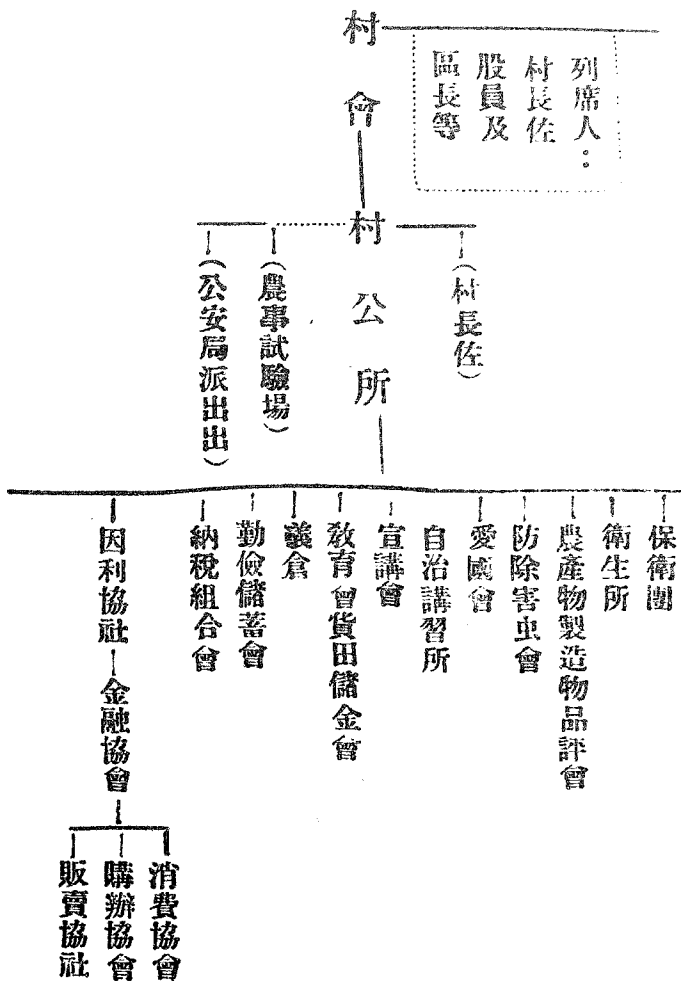 村會
列席人：
村長佐
股員及
區長等
村公所
（村長佐）
（農事試驗場）
（公安局派出出）
保衛團
衛生所
農產物製造物品評會
防除害虫會
愛國會
自治講習所
宣講會
教育會貨田儲金會
義倉
勤儉儲蓄會
納稅組合會
因利協社
金融協會
消費協會
購辦協會
販賣協社